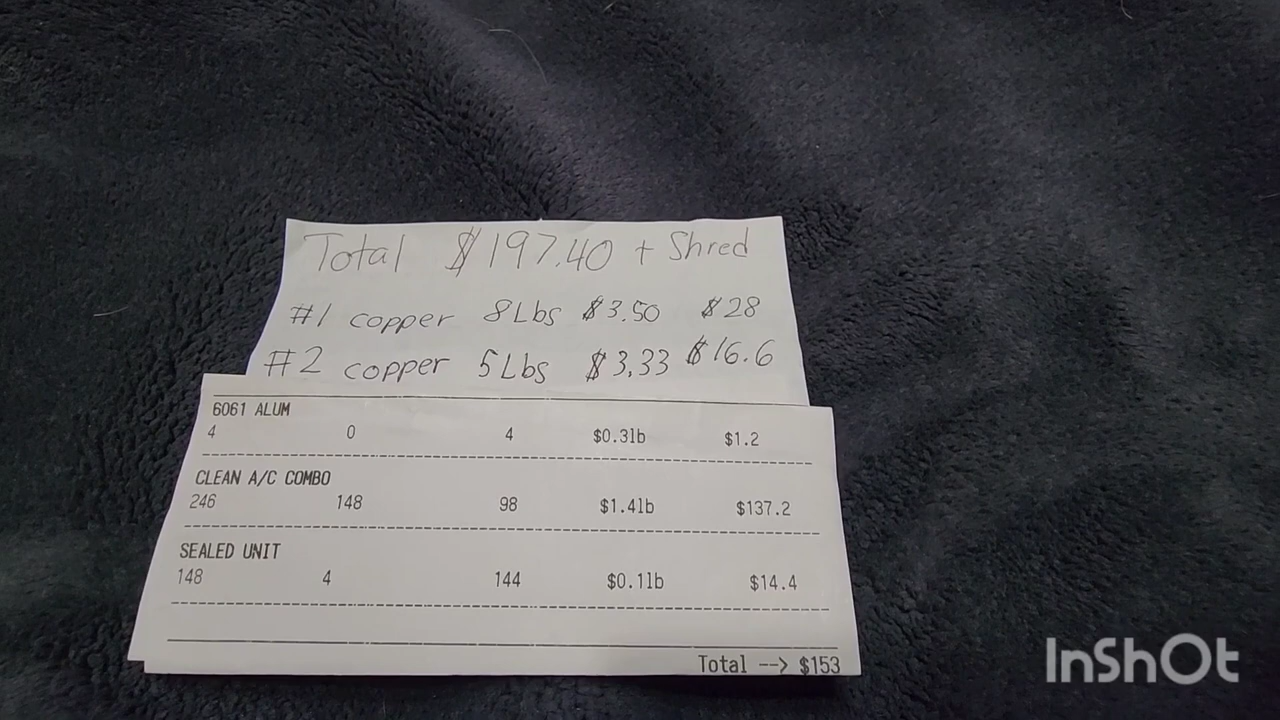 Total $197.40 + Shred
#1 copper 8Lbs $3.50 $28
#2 copper 5Lbs $3.33 $16.6
6061 ALUM
4 0 4 $0.3lb $1.2
CLEAN A/C COMBO
246 148 98 $1.4lb $137.2
SEALED UNIT
148 4 144 $0.1lb $14.4
Total --> $153
InShOt